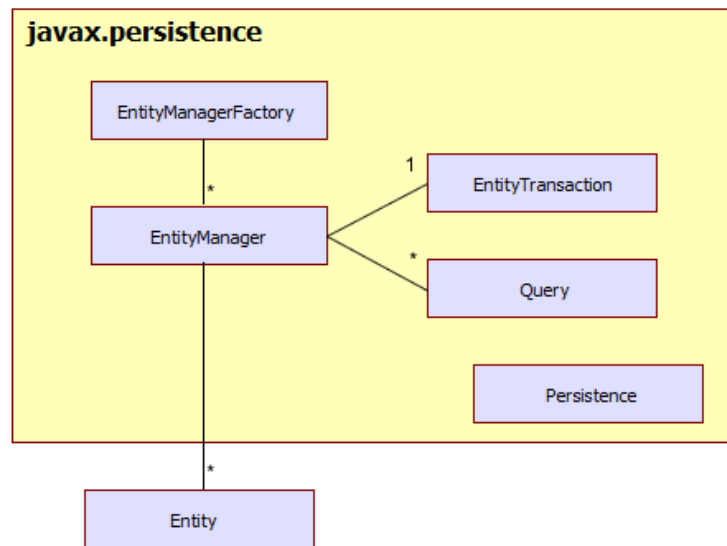 javax.persistence
EntityManagerFactory
*
1
EntityTransaction
EntityManager
*
Query
Persistence
*
Entity